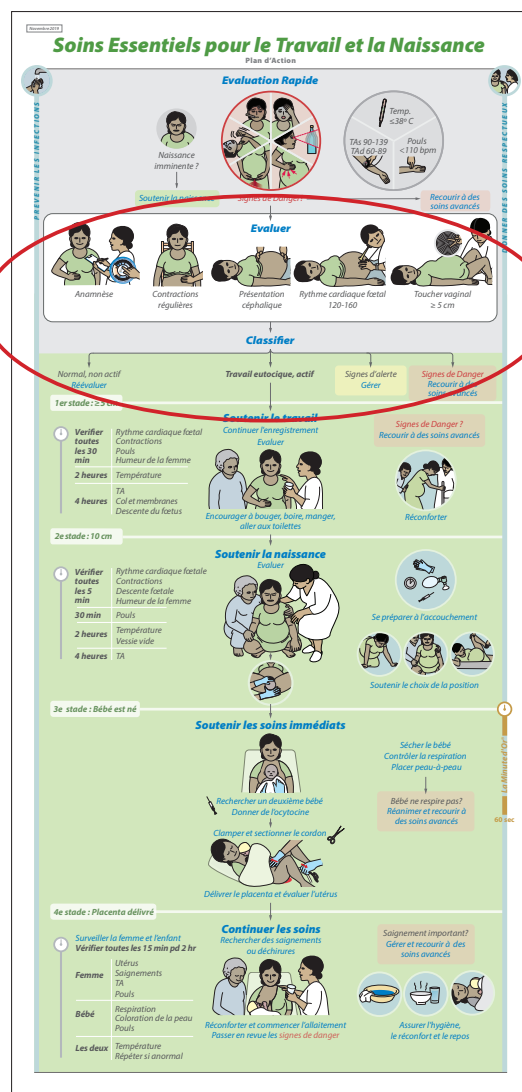 Novembre 2019
Soins Essentiels pour le Travail et la Naissance
Plan d'Action
PRÉVENIR LES INFECTIONS
DONNER DES SOINS RESPECTUEUX
Evaluation Rapide
Naissance
imminente ?
Soutenir la naissance
Signes de Danger?
Temp.
≤38º C
TAs 90-139
TAd 60-89
Pouls
<110 bpm
Recourir à des
soins avancés
Evaluer
Anamnèse
Contractions
régulières
Présentation
céphalique
Rythme cardiaque fœtal
120-160
Toucher vaginal
≥ 5 cm
Classifier
Normal, non actif
Réévaluer
Travail eutocique, actif
Signes d'alerte
Gérer
Signes de Danger
Recourir à des
soins avancés
1er stade : ≥ 5 cm
Soutenir le travail
Continuer l'enregistrement
Evaluer
Verifier
toutes
les 30
min
Rythme cardiaque fœtal
Contractions
Pouls
Humeur de la femme
2 heures
Température
4 heures
TA
Col et membranes
Descente du fœtus
Encourager à bouger, boire, manger,
aller aux toilettes
Signes de Danger ?
Recourir à des soins avancés
Réconforter
2e stade : 10 cm
Soutenir la naissance
Evaluer
Vérifier
toutes
les 5
min
Rythme cardiaque fœtale
Contractions
Descente fœtale
Humeur de la femme
30 min
Pouls
2 heures
Température
Vessie vide
4 heures
TA
Se préparer à l'accouchement
Soutenir le choix de la position
3e stade : Bébé est né
Soutenir les soins immédiats
Rechercher un deuxième bébé
Donner de l'ocytocine
Clamper et sectionner le cordon
Délivrer le placenta et évaluer l'utérus
Sécher le bébé
Contrôler la respiration
Placer peau-à-peau
Bébé ne respire pas?
Réanimer et recourir à
des soins avancés
La Minute d'Or
60 sec
4e stade : Placenta délivré
Continuer les soins
Rechercher des saignements
ou déchirures
Surveiller la femme et l'enfant
Vérifier toutes les 15 min pd 2 hr
Femme
Utérus
Saignements
TA
Pouls
Bébé
Respiration
Coloration de la peau
Pouls
Les deux
Température
Répéter si anormal
Réconforter et commencer l'allaitement
Passer en revue les signes de danger
Saignement important?
Gérer et recourir à des
soins avancés
Assurer l'hygiène,
le réconfort et le repos